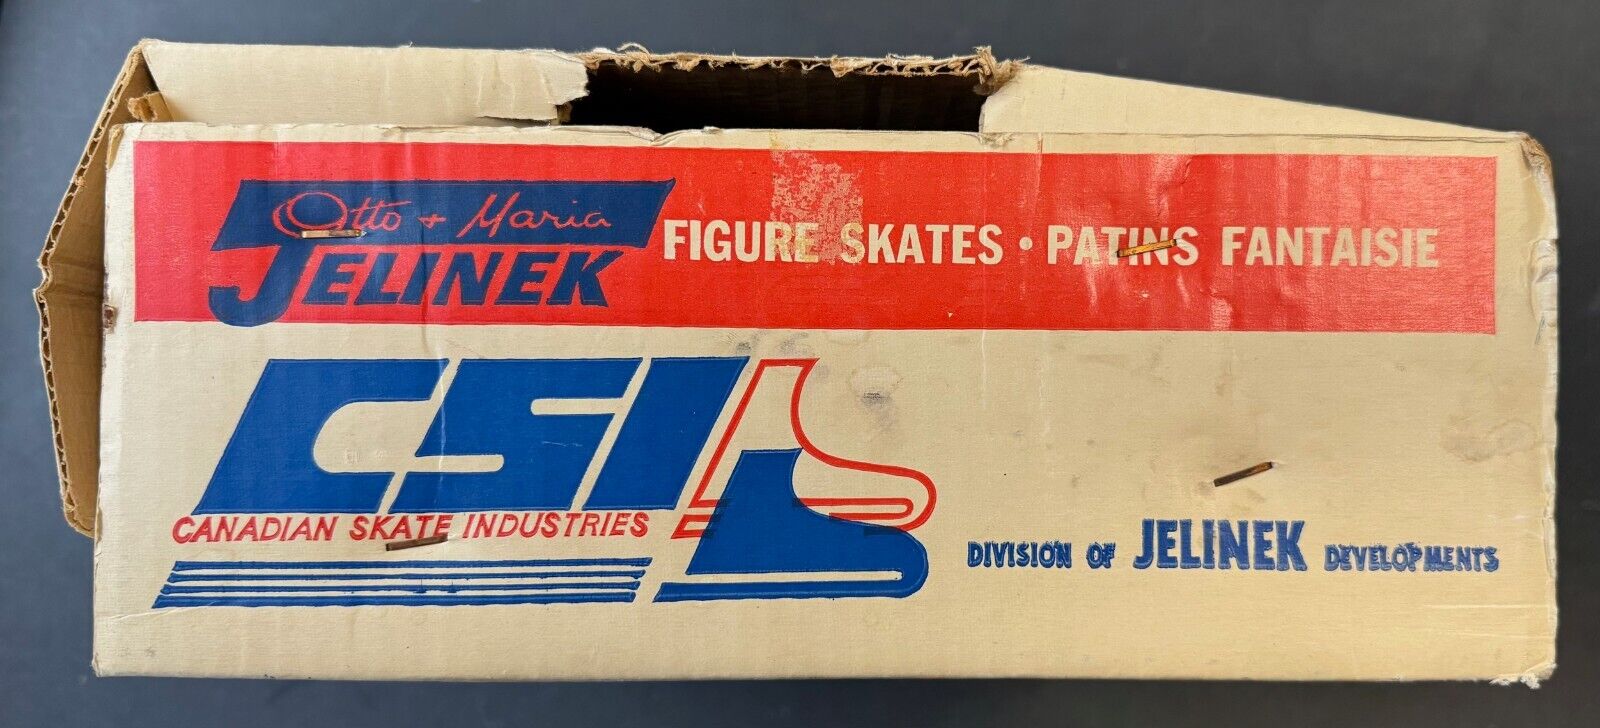 Otto + Maria
JELINEK
FIGURE SKATES • PATINS FANTAISIE
CSI
CANADIAN SKATE INDUSTRIES
DIVISION OF JELINEK DEVELOPMENTS